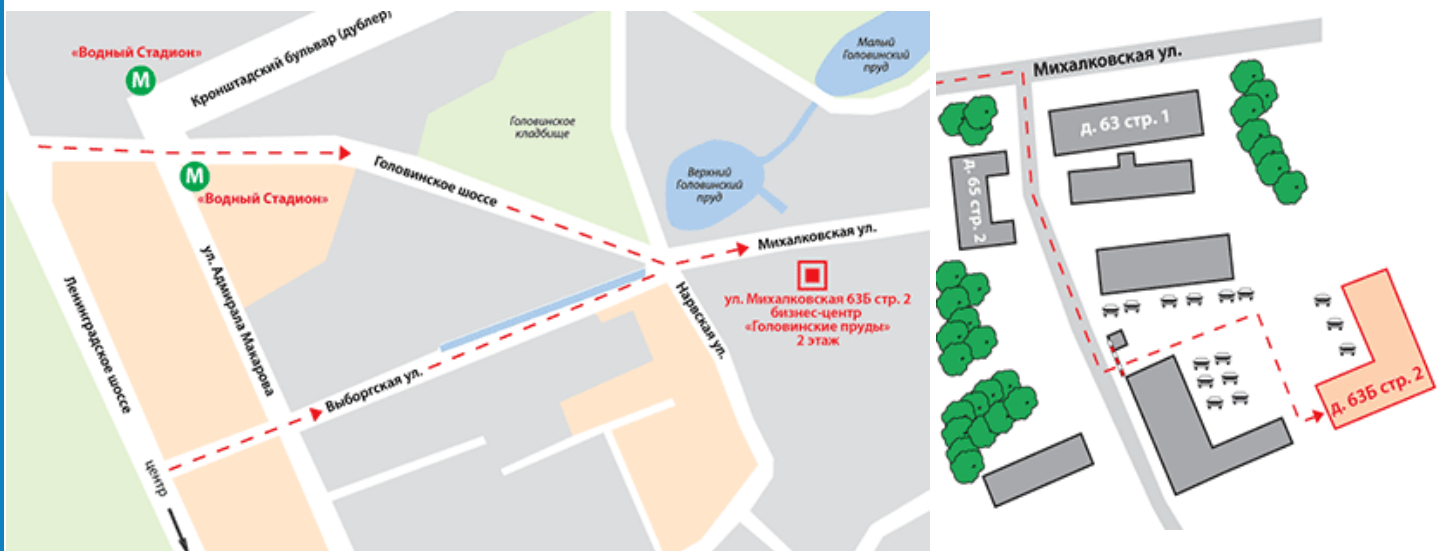 «Водный Стадион»
М
Кронштадский бульвар (дублер)
Малый
Головинский
пруд
Головинское
кладбище
Головинское шоссе
Верхний
Головинский
пруд
М
«Водный Стадион»
Михалковская ул.
ул. Михалковская 63Б стр. 2
бизнес-центр
«Головинские пруды»
2 этаж
Ленинградское шоссе
ул. Адмирала Макарова
Нарвская ул.
Выборгская ул.
центр
Михалковская ул.
д. 63 стр. 1
д. 65 стр. 2
д. 63Б стр. 2